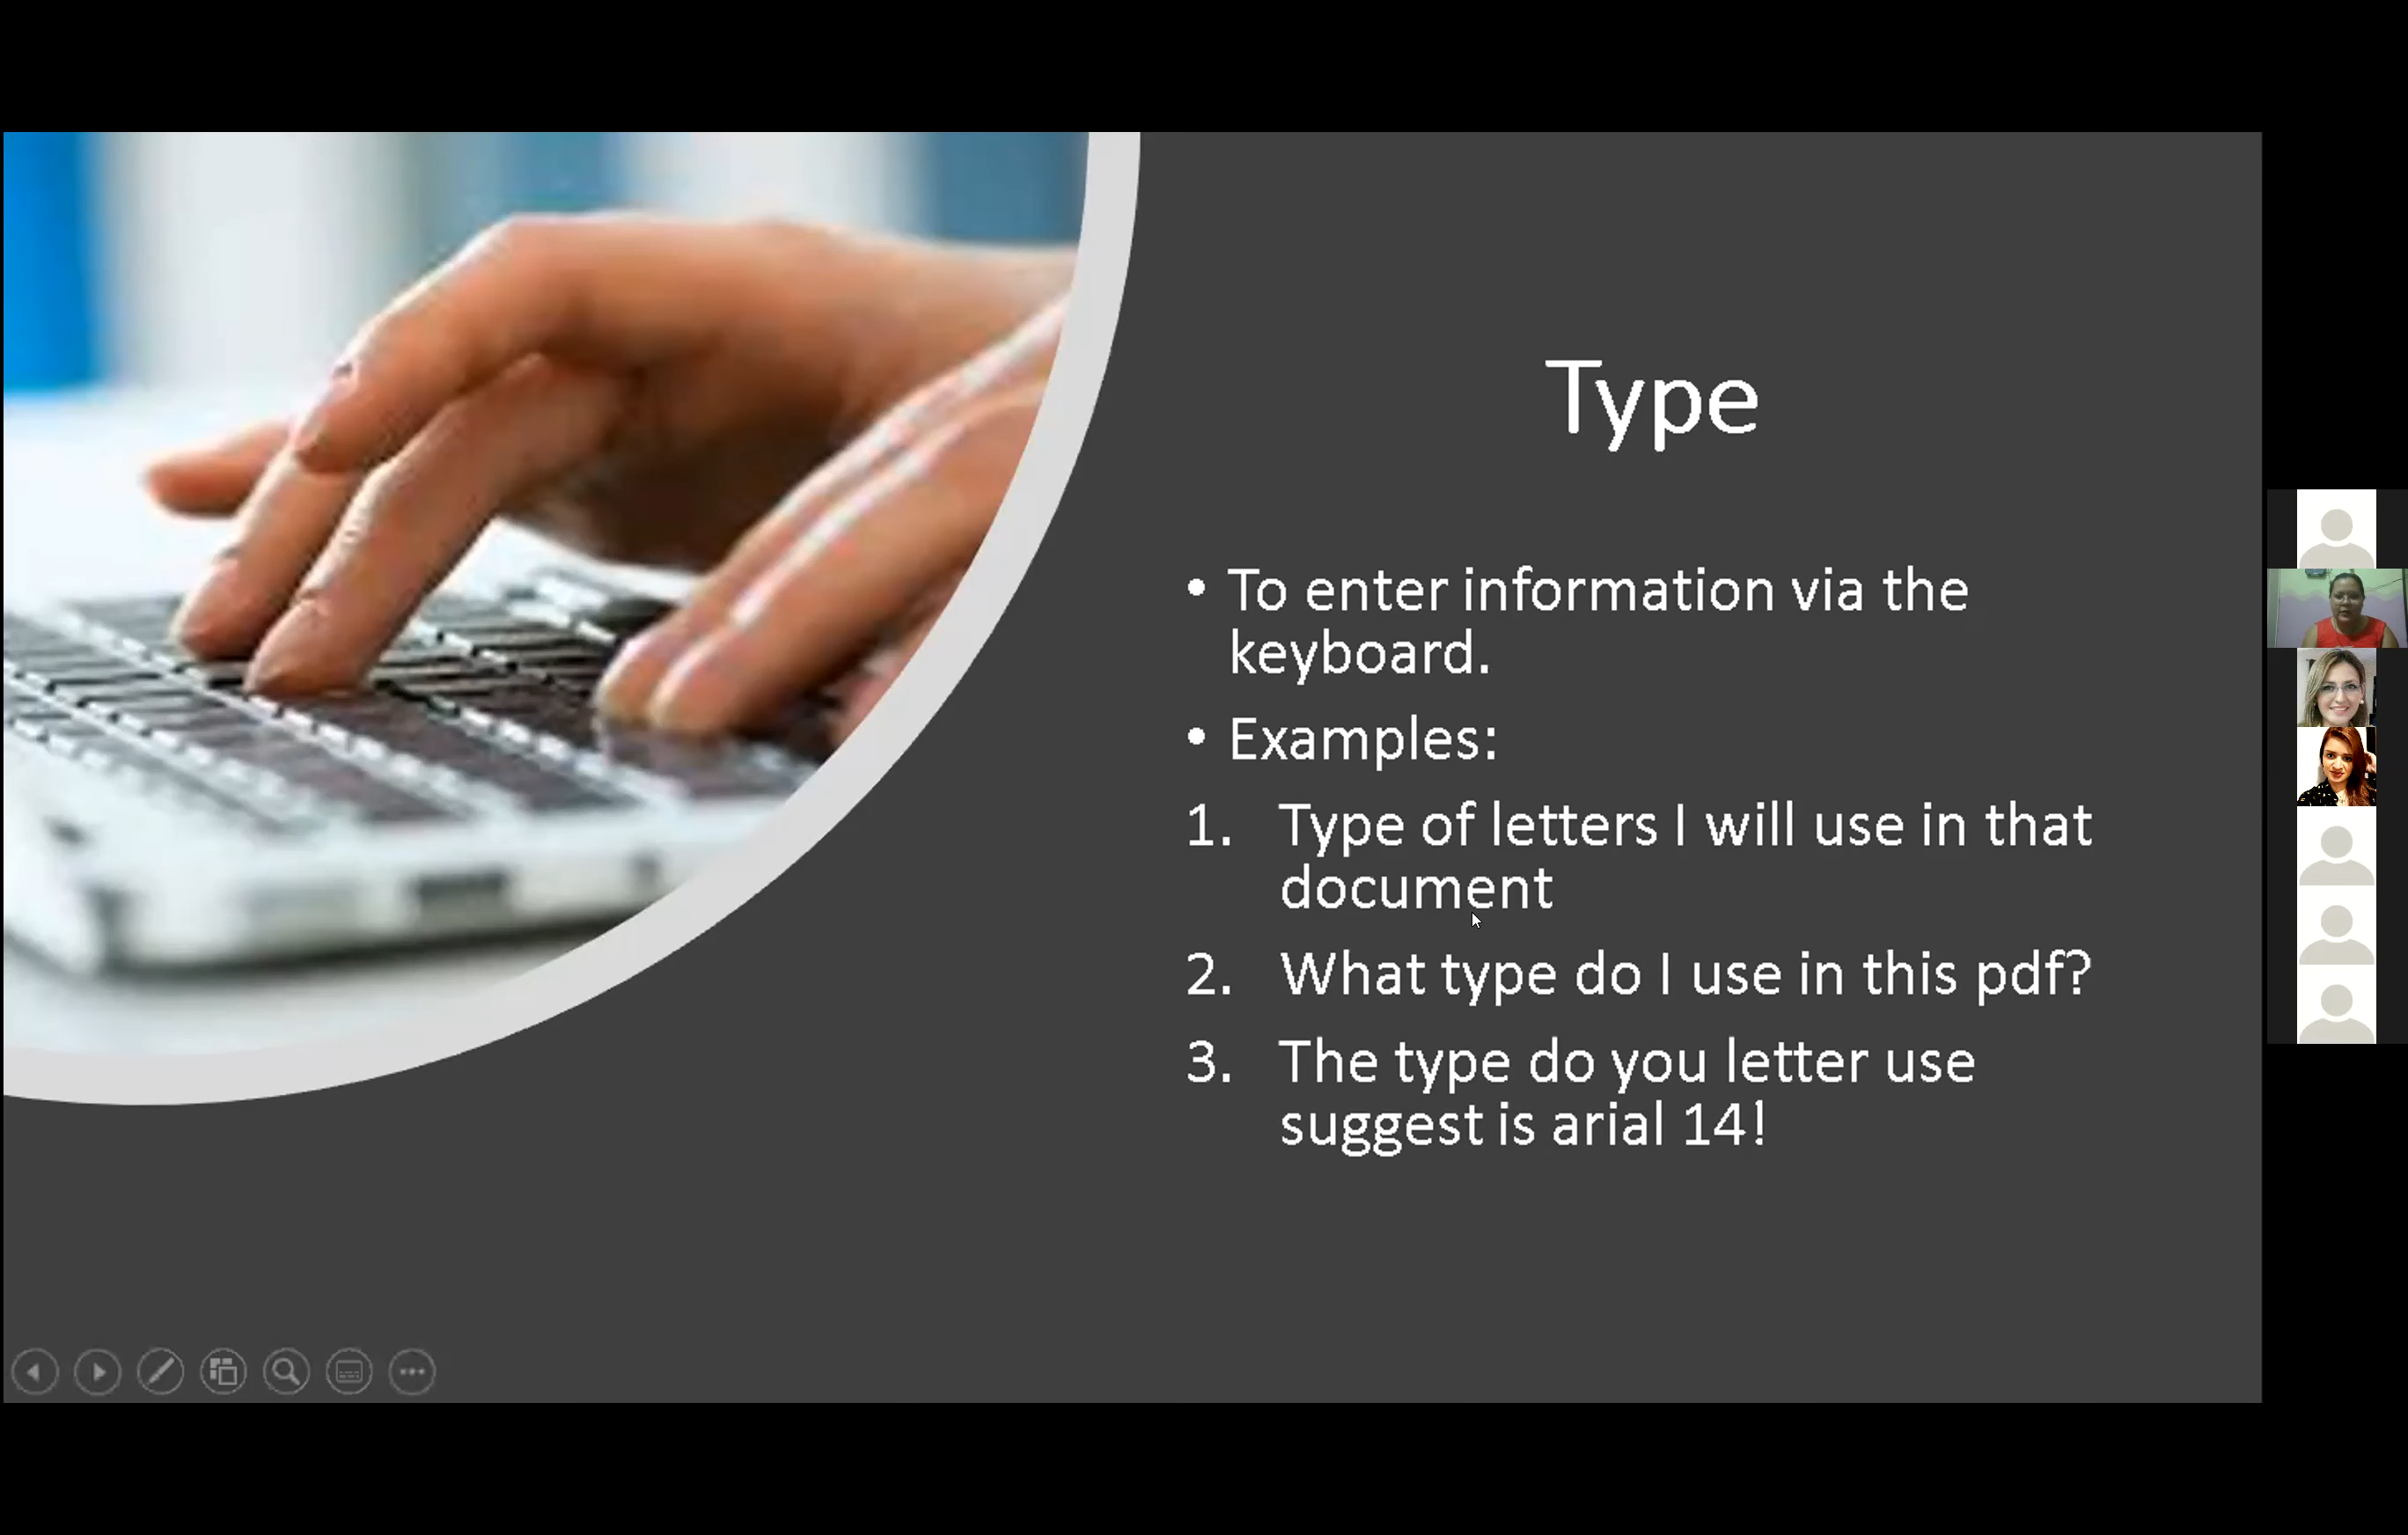 Type
• To enter information via the
keyboard.
• Examples:
1. Type of letters I will use in that
document
2. What type do I use in this pdf?
3. The type do you letter use
suggest is arial 14!